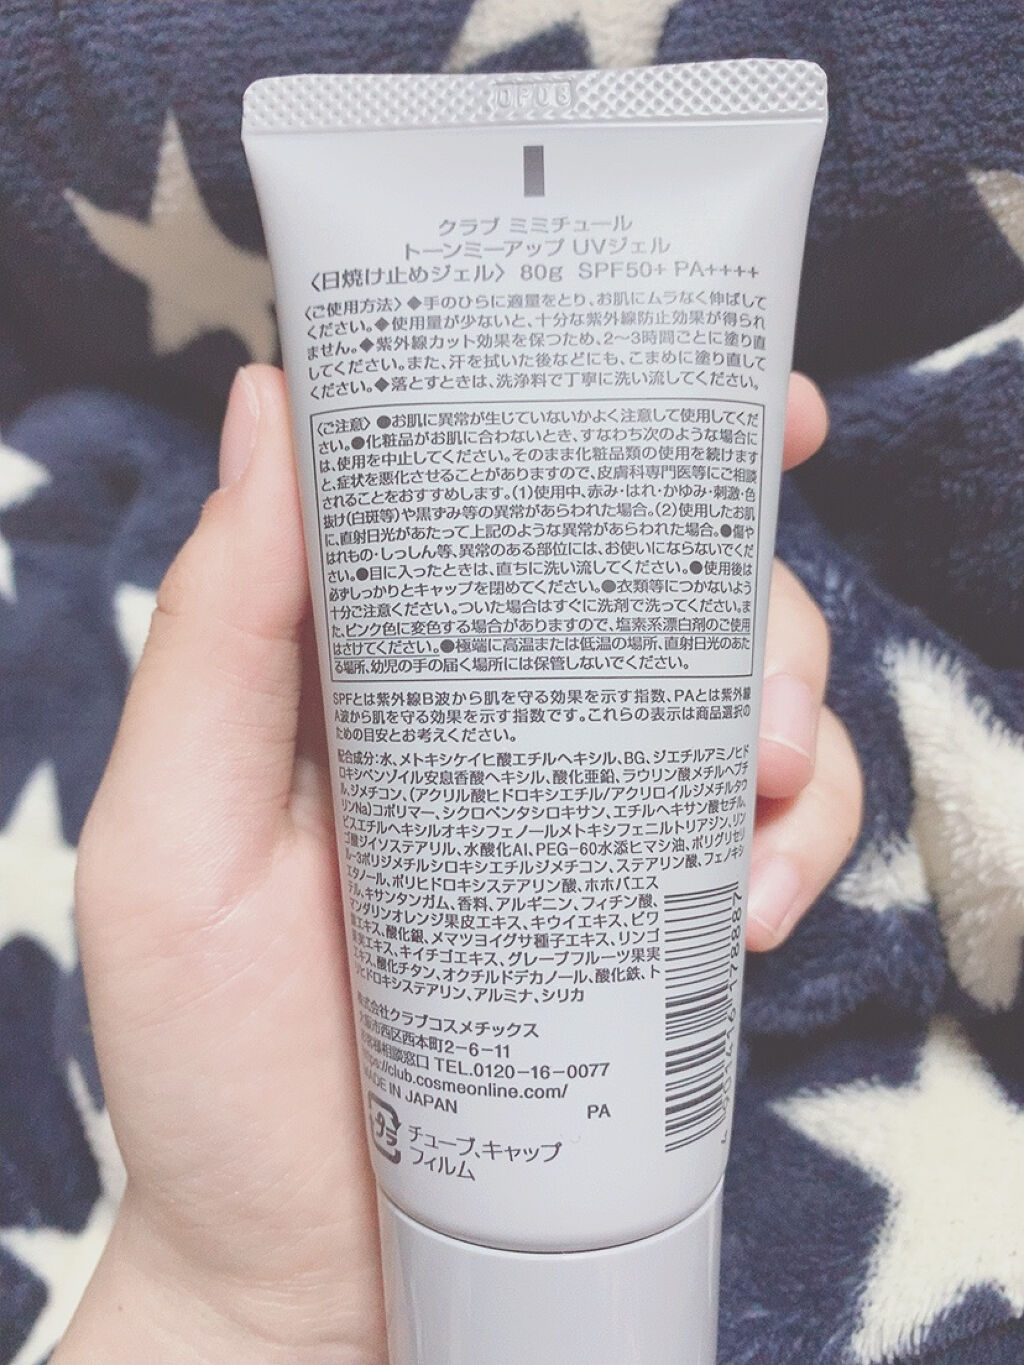 クラブ ミミチュール
トーンミーアップ UVジェル
〈日焼け止めジェル〉 80g SPF50+ PA++++
〈ご使用方法〉◆手のひらに適量をとり、お肌にムラなく伸ばして
ください。◆使用量が少ないと、十分な紫外線防止効果が得られ
ません。◆紫外線カット効果を保つため、2～3時間ごとに塗り直
してください。また、汗を拭いた後などにも、こまめに塗り直して
ください。◆落とすときは、洗浄料で丁寧に洗い流してください。
〈ご注意〉●お肌に異常が生じていないかよく注意して使用してくだ
さい。●化粧品がお肌に合わないとき、すなわち次のような場合に
は、使用を中止してください。そのまま化粧品類の使用を続けます
と、症状を悪化させることがありますので、皮膚科専門医等にご相談
されることをおすすめします。(1)使用中、赤み・はれ・かゆみ・刺激・色
抜け(白斑等)や黒ずみ等の異常があらわれた場合。(2)使用したお肌
に、直射日光があたって上記のような異常があらわれた場合。●傷や
はれもの・しっしん等、異常のある部位には、お使いにならないでくだ
さい。●目に入ったときは、直ちに洗い流してください。●使用後は
必ずしっかりとキャップを閉めてください。●衣類等につかないよう
十分ご注意ください。ついた場合はすぐに洗剤で洗ってください。ま
た、ピンク色に変色する場合がありますので、塩素系漂白剤のご使用
はさけてください。●極端に高温または低温の場所、直射日光のあた
る場所、幼児の手の届く場所には保管しないでください。
SPFとは紫外線B波から肌を守る効果を示す指数、PAとは紫外線
A波から肌を守る効果を示す指数です。これらの表示は商品選択の
ための目安とお考えください。
配合成分:水、メトキシケイヒ酸エチルヘキシル、BG、ジエチルアミノヒド
ロキシベンゾイル安息香酸ヘキシル、酸化亜鉛、ラウリン酸メチルヘプチ
ル、ジメチコン、(アクリル酸ヒドロキシエチル/アクリロイルジメチルタウ
リンNa)コポリマー、シクロペンタシロキサン、エチルヘキサン酸セチル、
ビスエチルヘキシルオキシフェノールメトキシフェニルトリアジン、リン
ゴ酸ジイソステアリル、水酸化Al、PEG-60水添ヒマシ油、ポリグリセリ
ル-3ポリジメチルシロキシエチルジメチコン、ステアリン酸、フェノキシ
エタノール、ポリヒドロキシステアリン酸、ホホバエス
テル、キサンタンガム、香料、アルギニン、フィチン酸、
マンダリンオレンジ果皮エキス、キウイエキス、ビワ
葉エキス、酸化銀、メマツヨイグサ種子エキス、リンゴ
果実エキス、キイチゴエキス、グレープフルーツ果実
エキス、酸化チタン、オクチルドデカノール、酸化鉄、ト
リヒドロキシステアリン、アルミナ、シリカ
株式会社クラブコスメチックス
大阪市西区西本町2-6-11
お客様相談窓口 TEL.0120-16-0077
https://club.cosmeonline.com/
MADE IN JAPAN
PA
プラ
チューブ、キャップ
フィルム